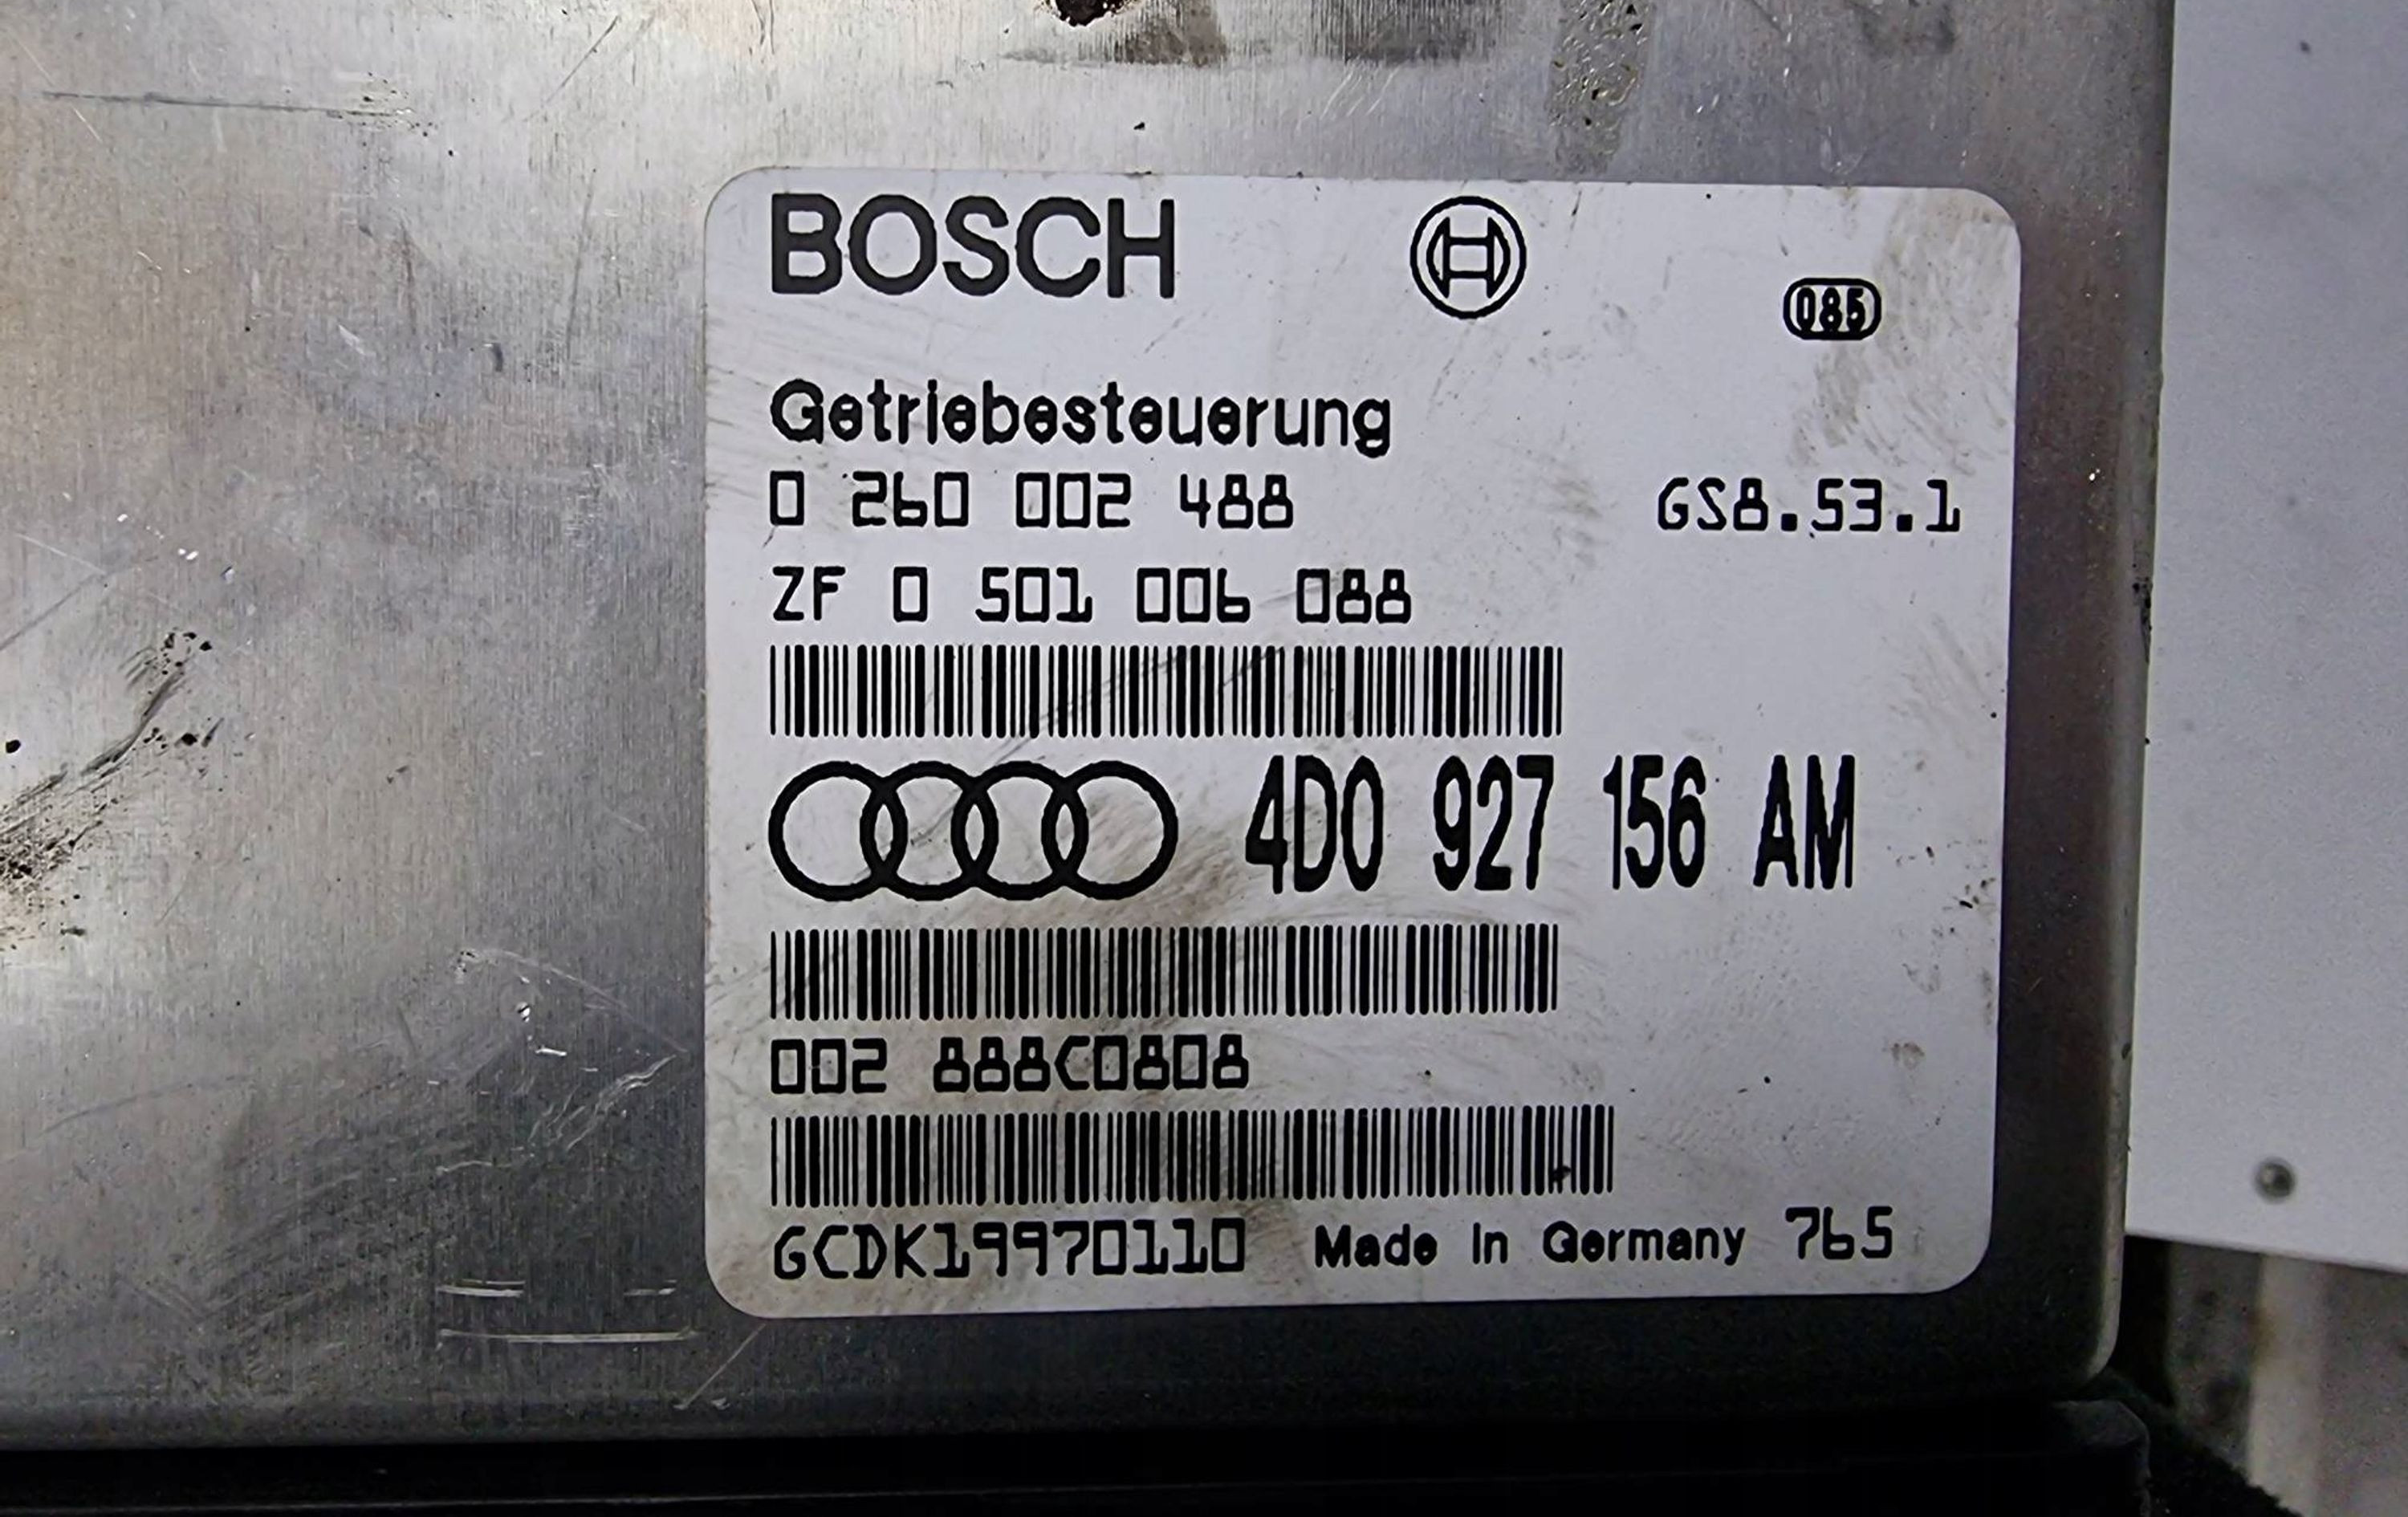 BOSCH
085
Getriebesteuerung
0 260 002 488 GS8.53.1
ZF 0 501 006 088
4D0 927 156 AM
002 888C0808
GCDK19970110 Made in Germany 765